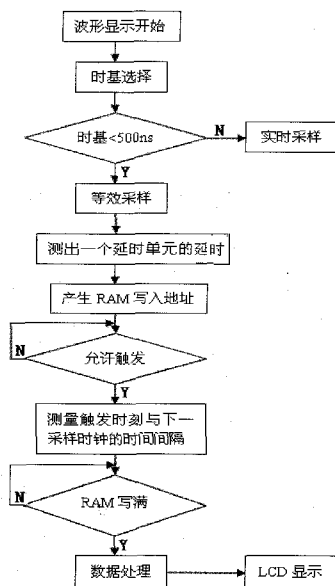 波形显示开始
时基选择
时基<500ns
N
实时采样
Y
等效采样
测出一个延时单元的延时
产生 RAM 写入地址
N
允许触发
Y
测量触发时刻与下一
采样时钟的时间间隔
N
RAM 写满
Y
数据处理
LCD 显示